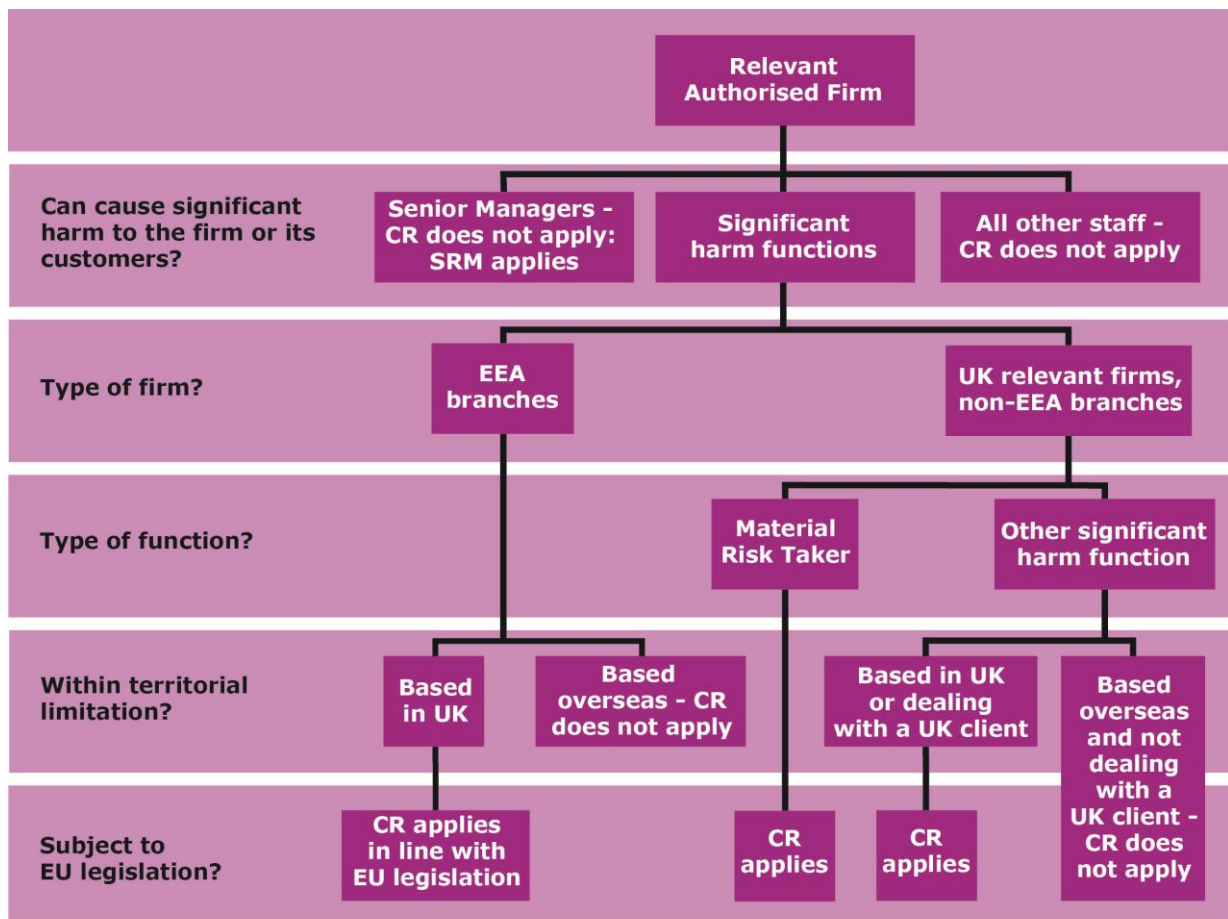 Relevant
Authorised Firm
Can cause significant
harm to the firm or its
customers?
Senior Managers -
CR does not apply:
SRM applies
Significant
harm functions
All other staff -
CR does not apply
Type of firm?
EEA
branches
UK relevant firms,
non-EEA branches
Type of function?
Material
Risk Taker
Other significant
harm function
Within territorial
limitation?
Based
in UK
Based
overseas - CR
does not apply
Based in UK
or dealing
with a UK client
Based
overseas
and not
dealing
with a
UK client -
CR does
not apply
Subject to
EU legislation?
CR applies
in line with
EU legislation
CR
applies
CR
applies